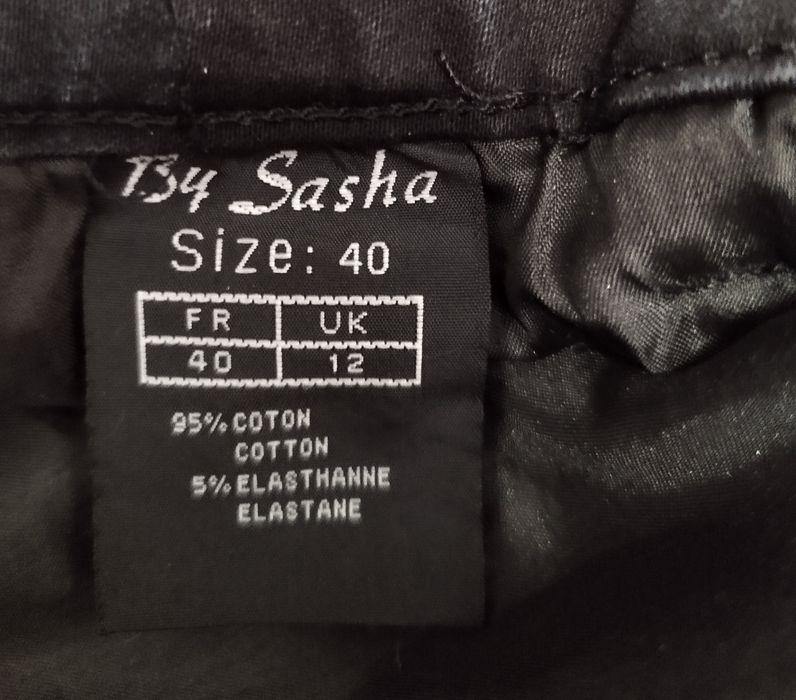 By Sasha
Size: 40
FR UK
40 12
95% COTON
COTTON
5% ELASTHANNE
ELASTANE